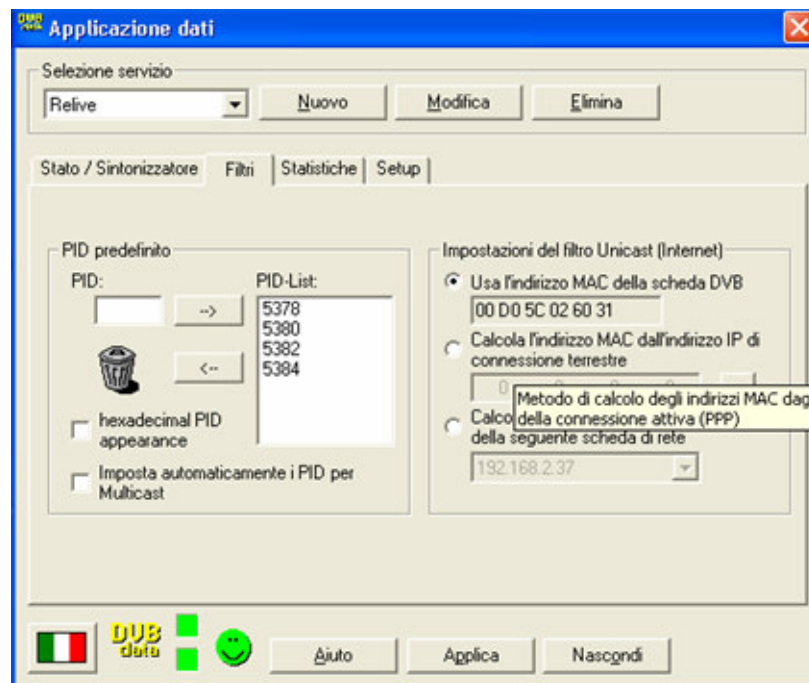 DVB data Applicazione dati
Selezione servizio
Relive Nuovo Modifica Elimina
Stato / Sintonizzatore Filtri Statistiche Setup
PID predefinito
PID: PID-List:
-->
5378
5380
5382
5384
<--
hexadecimal PID
appearance
Imposta automaticamente i PID per
Multicast
Impostazioni del filtro Unicast (Internet)
Usa l'indirizzo MAC della scheda DVB
00 D0 5C 02 60 31
Calcola l'indirizzo MAC dall'indirizzo IP di
connessione terrestre
0
Metodo di calcolo degli indirizzi MAC dag
della connessione attiva (PPP)
Calco
della seguente scheda di rete
192.168.2.37
DVB
data
Aiuto Applica Nascondi